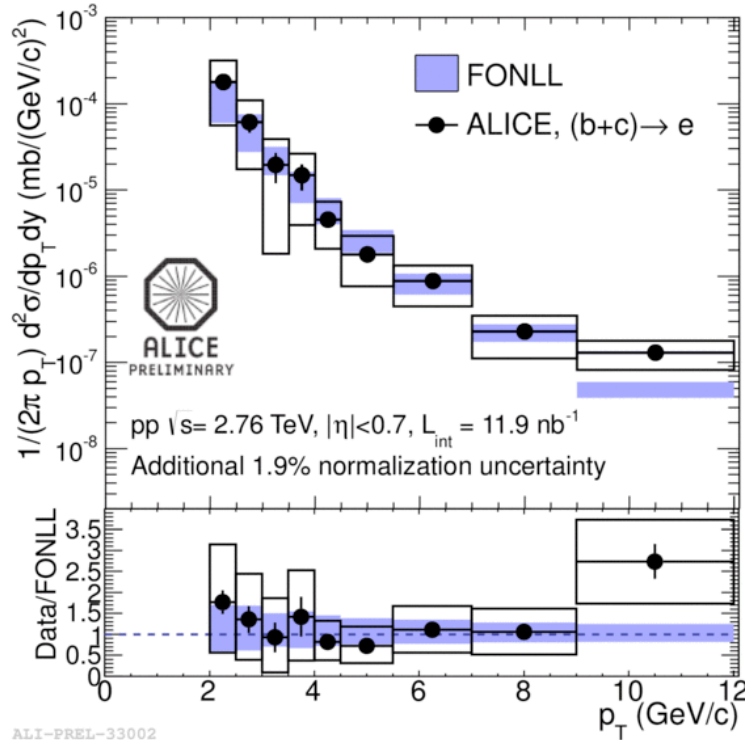 10⁻³
10⁻⁴
10⁻⁵
10⁻⁶
10⁻⁷
10⁻⁸
1/(2π p_T) d²σ/dp_T dy (mb/(GeV/c)²)
FONLL
ALICE, (b+c)→ e
ALICE
PRELIMINARY
pp √s= 2.76 TeV, |η|<0.7, L_int = 11.9 nb⁻¹
Additional 1.9% normalization uncertainty
Data/FONLL
3.5
3
2.5
2
1.5
1
0.5
0
0 2 4 6 8 10 12
p_T (GeV/c)
ALI-PREL-33002